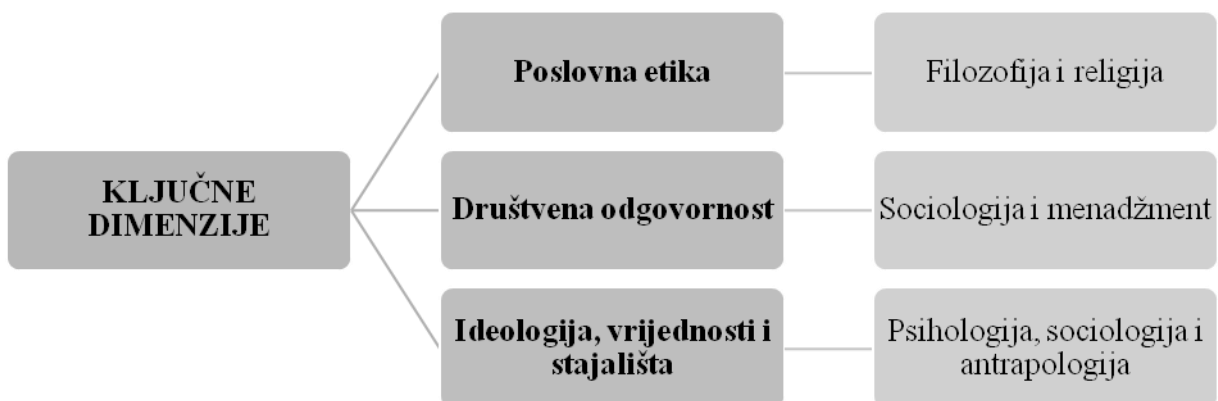 KLJUČNE
DIMENZIJE
Poslovna etika
Filozofija i religija
Društvena odgovornost
Sociologija i menadžment
Ideologija, vrijednosti i
stajališta
Psihologija, sociologija i
antrapologija